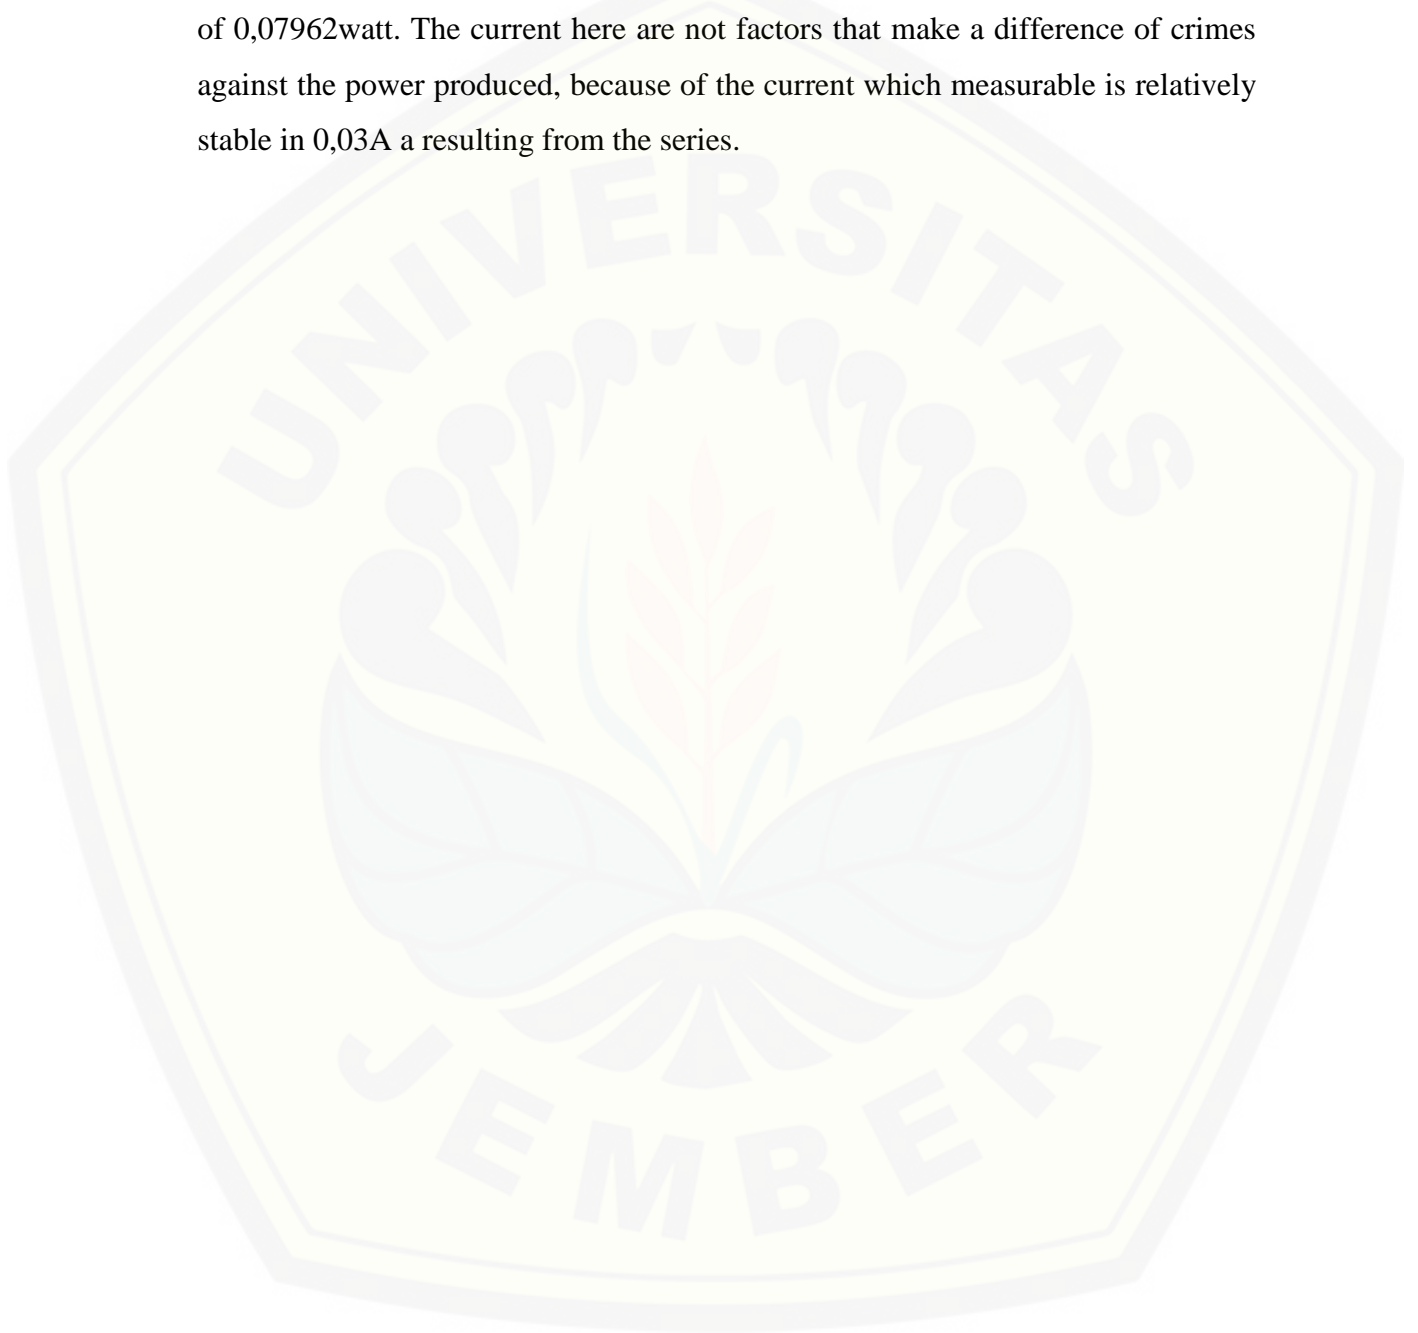 of 0,07962watt. The current here are not factors that make a difference of crimes
against the power produced, because of the current which measurable is relatively
stable in 0,03A a resulting from the series.
UNIVERSITAS
JEMBER